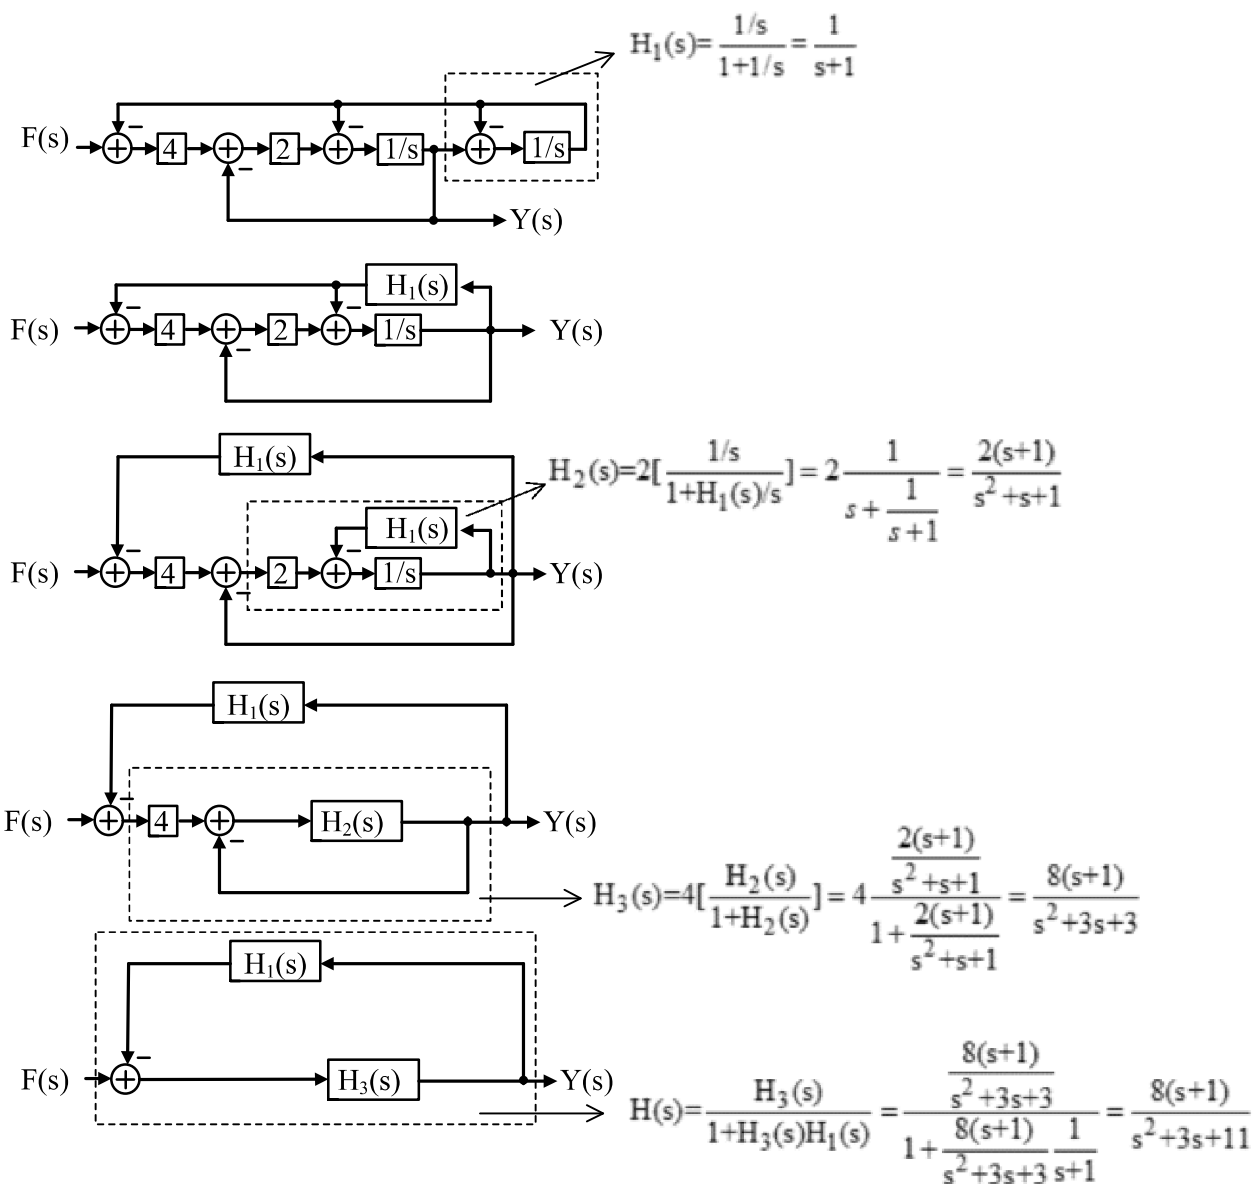 H₁(s)= (1/s)/(1+1/s) = 1/(s+1)
F(s) + − 4 + − 2 + − 1/s + − 1/s
Y(s)
H₁(s)
F(s) + − 4 + − 2 + − 1/s Y(s)
H₁(s)
H₂(s)=2[(1/s)/(1+H₁(s)/s)] = 2 1/(s + 1/(s+1)) = 2(s+1)/(s²+s+1)
H₁(s)
F(s) + − 4 + − 2 + − 1/s Y(s)
H₁(s)
F(s) + − 4 + − H₂(s) Y(s)
H₃(s)=4[H₂(s)/(1+H₂(s))] = 4 (2(s+1)/(s²+s+1))/(1+ 2(s+1)/(s²+s+1)) = 8(s+1)/(s²+3s+3)
H₁(s)
F(s) + − H₃(s) Y(s)
H(s)= H₃(s)/(1+H₃(s)H₁(s)) = (8(s+1)/(s²+3s+3))/(1+ 8(s+1)/(s²+3s+3) 1/(s+1)) = 8(s+1)/(s²+3s+11)